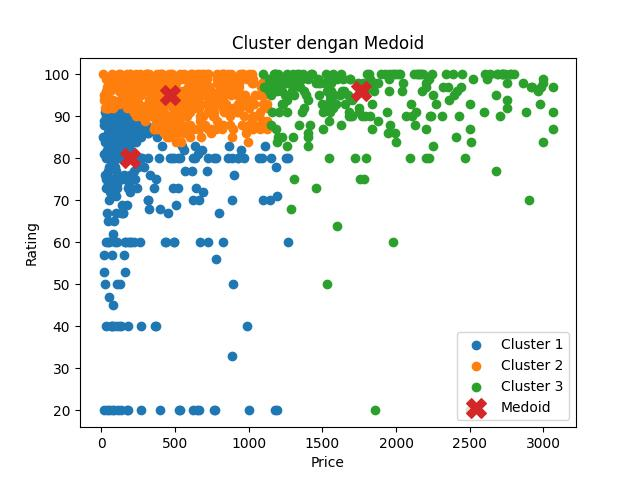 Cluster dengan Medoid
Rating
100
90
80
70
60
50
40
30
20
Cluster 1
Cluster 2
Cluster 3
Medoid
0 500 1000 1500 2000 2500 3000
Price